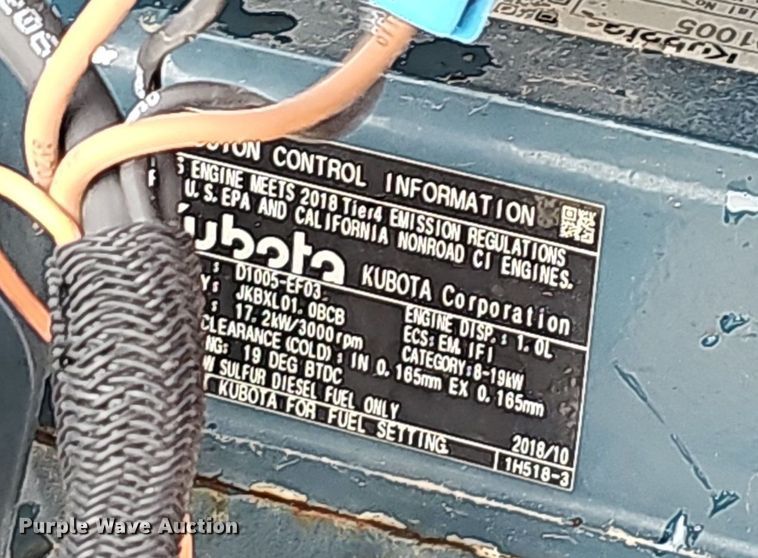 Kubota
D1005
CONTROL INFORMATION
ENGINE MEETS 2018 Tier4 EMISSION REGULATIONS
U.S. EPA AND CALIFORNIA NONROAD CI ENGINES.
Kubota KUBOTA Corporation
: D1005-EF03 ENGINE DISP.: 1.0L
Y: JKBXL01.0BCB ECS: EM, IFI
: 17.2kW/3000rpm CATEGORY:8-19kW
CLEARANCE(COLD): IN 0.165mm EX 0.165mm
NG: 19 DEG BTDC
W SULFUR DIESEL FUEL ONLY
KUBOTA FOR FUEL SETTING. 2018/10
1H518-3
Purple Wave Auction